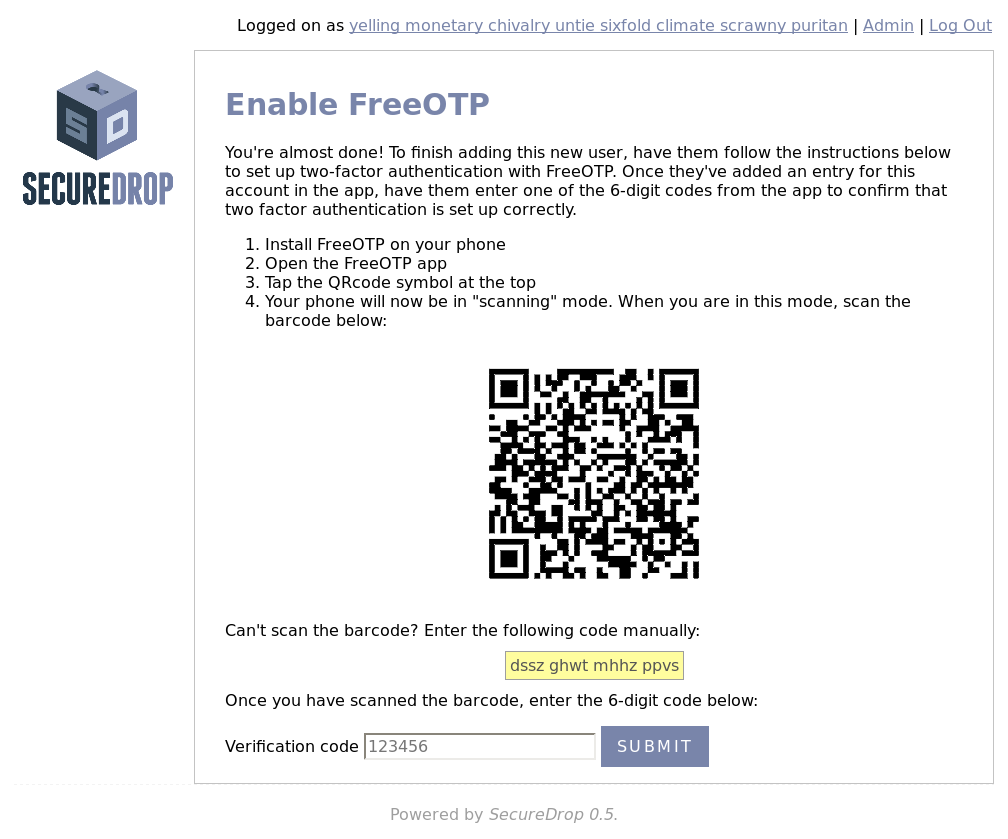 Logged on as yelling monetary chivalry untie sixfold climate scrawny puritan | Admin | Log Out
SD
SECUREDROP
Enable FreeOTP
You're almost done! To finish adding this new user, have them follow the instructions below
to set up two-factor authentication with FreeOTP. Once they've added an entry for this
account in the app, have them enter one of the 6-digit codes from the app to confirm that
two factor authentication is set up correctly.
1. Install FreeOTP on your phone
2. Open the FreeOTP app
3. Tap the QRcode symbol at the top
4. Your phone will now be in "scanning" mode. When you are in this mode, scan the
barcode below:
Can't scan the barcode? Enter the following code manually:
dssz ghwt mhhz ppvs
Once you have scanned the barcode, enter the 6-digit code below:
Verification code 123456 SUBMIT
Powered by SecureDrop 0.5.